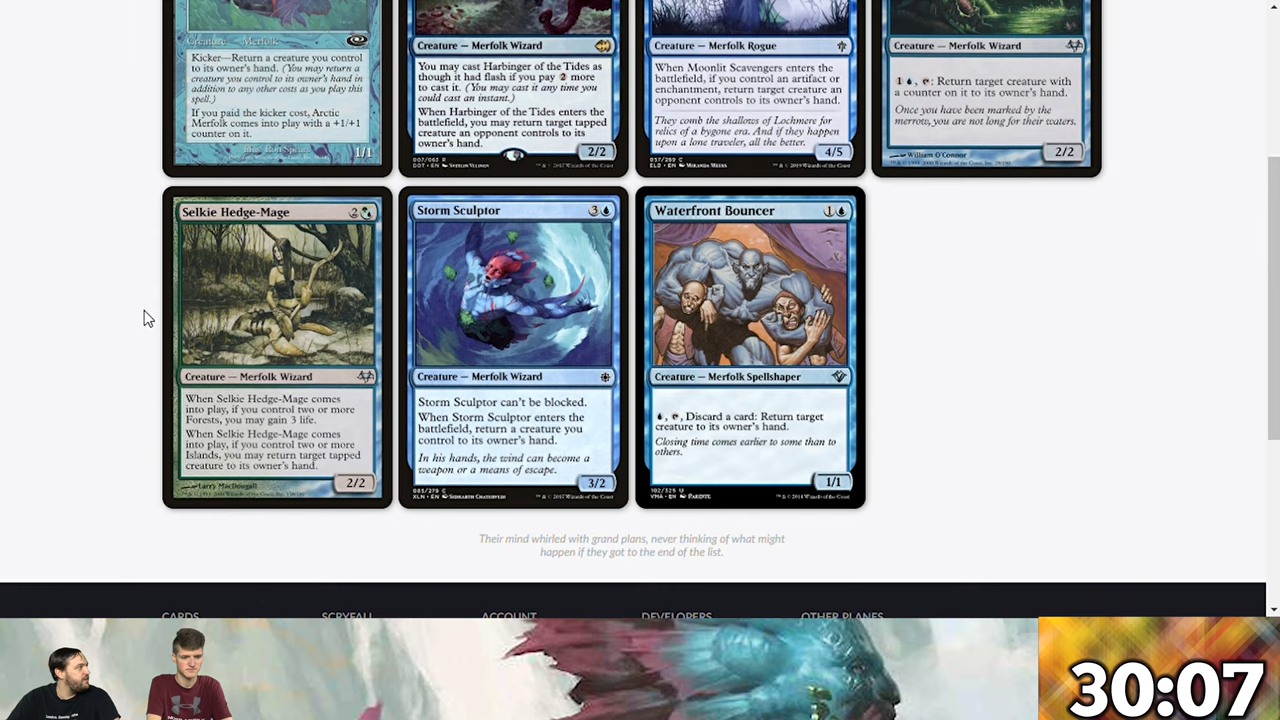 Creature — Merfolk
Kicker—Return a creature you control
to its owner's hand. (You may return a
creature you control to its owner's hand in
addition to any other costs as you play this
spell.)
If you paid the kicker cost, Arctic
Merfolk comes into play with a +1/+1
counter on it.
1/1
Creature — Merfolk Wizard
You may cast Harbinger of the Tides as
though it had flash if you pay 2 more
to cast it. (You may cast it any time you
could cast an instant.)
When Harbinger of the Tides enters the
battlefield, you may return target tapped
creature an opponent controls to its
owner's hand.
2/2
Creature — Merfolk Rogue
When Moonlit Scavengers enters the
battlefield, if you control an artifact or
enchantment, return target creature an
opponent controls to its owner's hand.
They comb the shallows of Lochmere for
relics of a bygone era. And if they happen
upon a lone traveler, all the better.
4/5
Creature — Merfolk Wizard
1, : Return target creature with
a counter on it to its owner's hand.
Once you have been marked by the
merrow, you are not long for their waters.
William O'Connor
2/2
Selkie Hedge-Mage 2
Creature — Merfolk Wizard
When Selkie Hedge-Mage comes
into play, if you control two or more
Forests, you may gain 3 life.
When Selkie Hedge-Mage comes
into play, if you control two or more
Islands, you may return target tapped
creature to its owner's hand.
Larry MacDougall
2/2
Storm Sculptor 3
Creature — Merfolk Wizard
Storm Sculptor can't be blocked.
When Storm Sculptor enters the
battlefield, return a creature you
control to its owner's hand.
In his hands, the wind can become a
weapon or a means of escape.
3/2
Waterfront Bouncer 1
Creature — Merfolk Spellshaper
, , Discard a card: Return target
creature to its owner's hand.
Closing time comes earlier to some than to
others.
1/1
Their mind whirled with grand plans, never thinking of what might
happen if they got to the end of the list.
CARDS SCRYFALL ACCOUNT DEVELOPERS OTHER PLANES
30:07